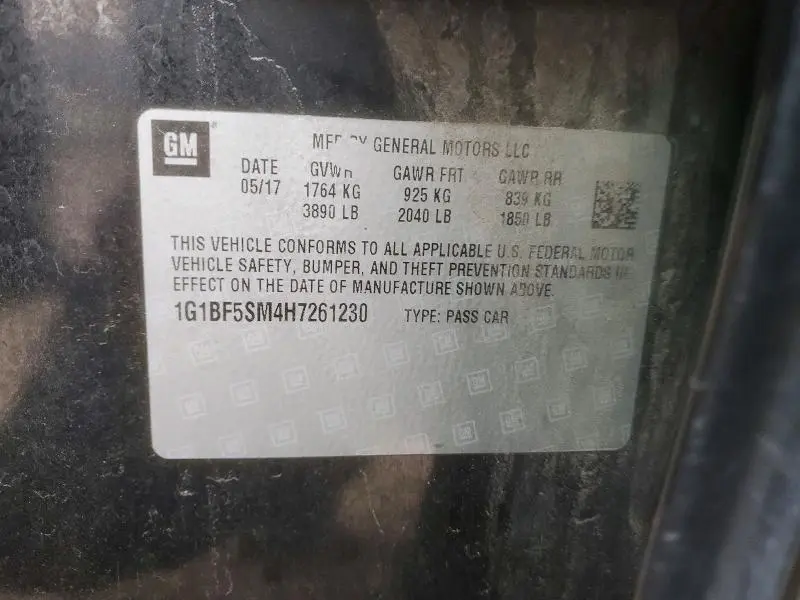 GM
MFD BY GENERAL MOTORS LLC
DATE GVWR GAWR FRT GAWR RR
05/17 1764 KG 925 KG 839 KG
3890 LB 2040 LB 1850 LB
THIS VEHICLE CONFORMS TO ALL APPLICABLE U.S. FEDERAL MOTOR
VEHICLE SAFETY, BUMPER, AND THEFT PREVENTION STANDARDS IN
EFFECT ON THE DATE OF MANUFACTURE SHOWN ABOVE.
1G1BF5SM4H7261230 TYPE: PASS CAR